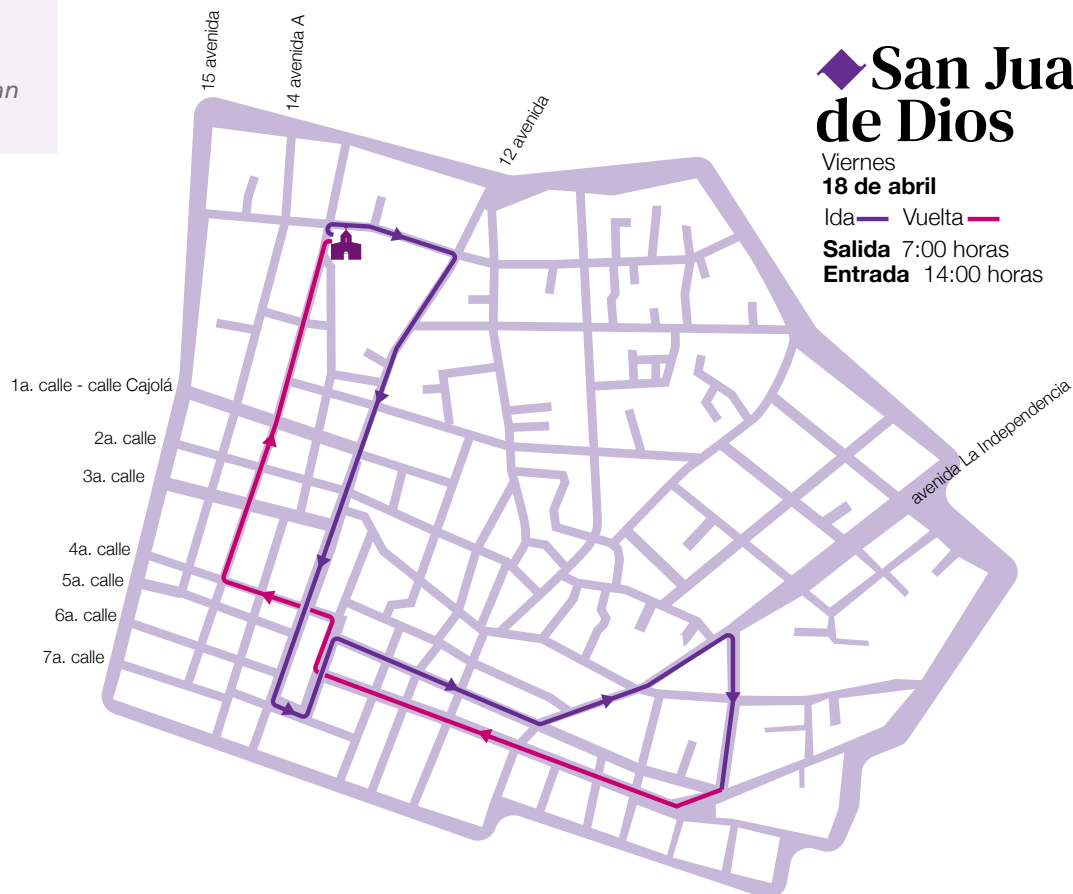 an
15 avenida
14 avenida A
12 avenida
San Jua
de Dios
Viernes
18 de abril
Ida Vuelta
Salida 7:00 horas
Entrada 14:00 horas
1a. calle - calle Cajolá
2a. calle
3a. calle
4a. calle
5a. calle
6a. calle
7a. calle
avenida La Independencia